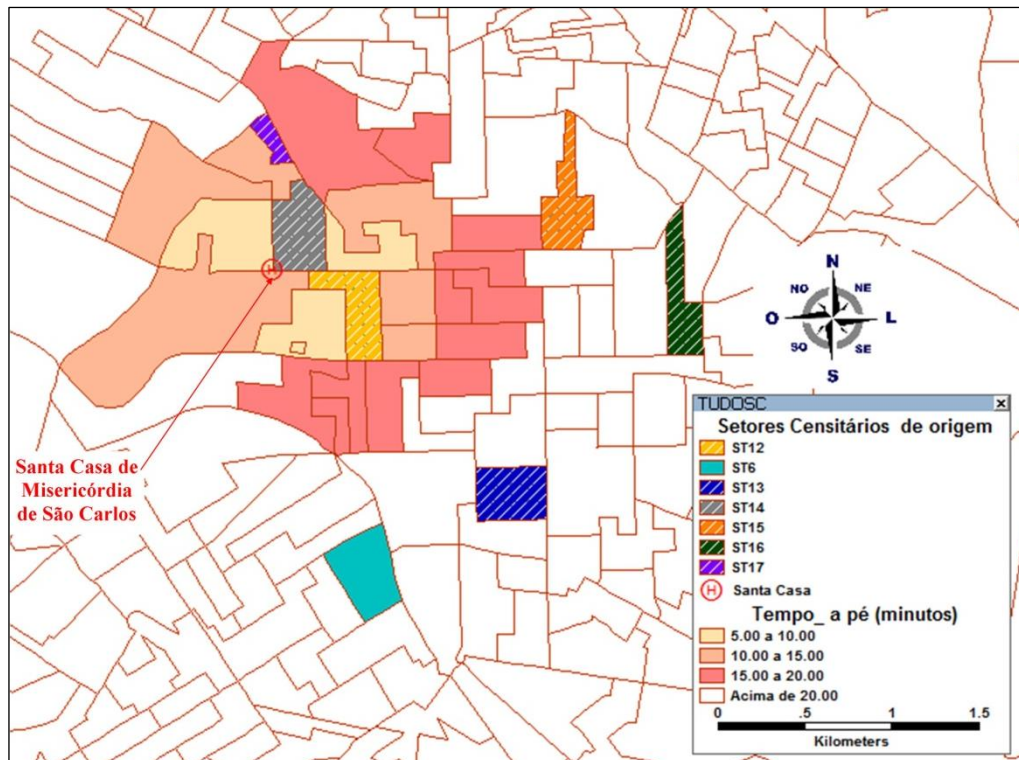 N
NO
NE
O
L
SO
SE
S
Santa Casa de
Misericórdia
de São Carlos
H
TUDOSC
Setores Censitários de origem
ST12
ST6
ST13
ST14
ST15
ST16
ST17
H Santa Casa
Tempo_ a pé (minutos)
5.00 a 10.00
10.00 a 15.00
15.00 a 20.00
Acima de 20.00
0 .5 1 1.5
Kilometers